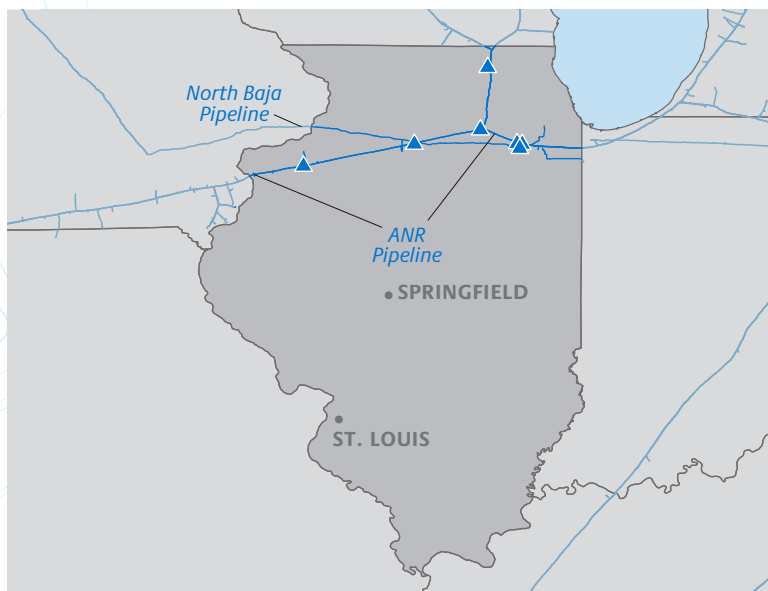 North Baja
Pipeline
ANR
Pipeline
SPRINGFIELD
ST. LOUIS